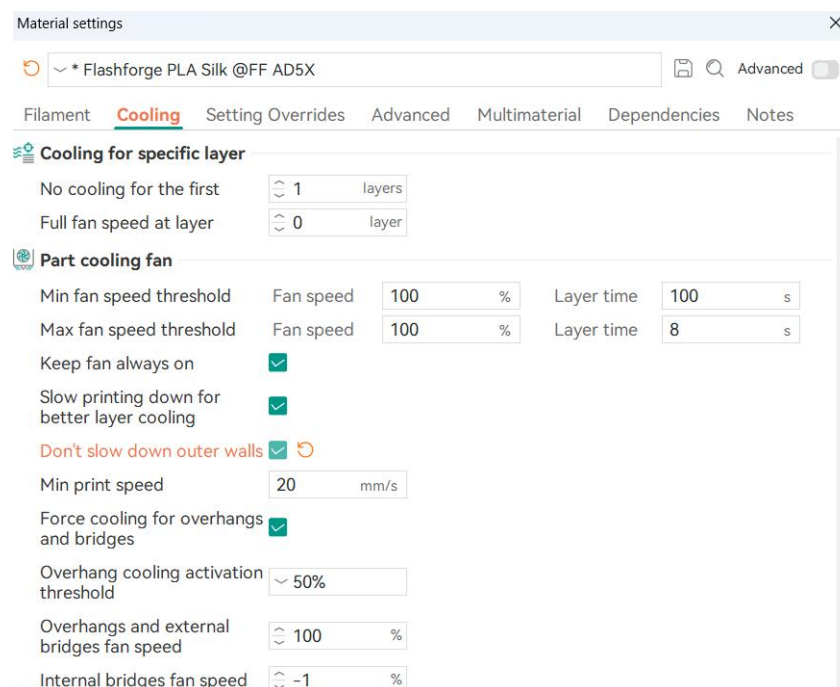 Material settings
* Flashforge PLA Silk @FF AD5X
Advanced
Filament Cooling Setting Overrides Advanced Multimaterial Dependencies Notes
Cooling for specific layer
No cooling for the first 1 layers
Full fan speed at layer 0 layer
Part cooling fan
Min fan speed threshold Fan speed 100 % Layer time 100 s
Max fan speed threshold Fan speed 100 % Layer time 8 s
Keep fan always on
Slow printing down for
better layer cooling
Don't slow down outer walls
Min print speed 20 mm/s
Force cooling for overhangs
and bridges
Overhang cooling activation
threshold 50%
Overhangs and external
bridges fan speed 100 %
Internal bridges fan speed -1 %